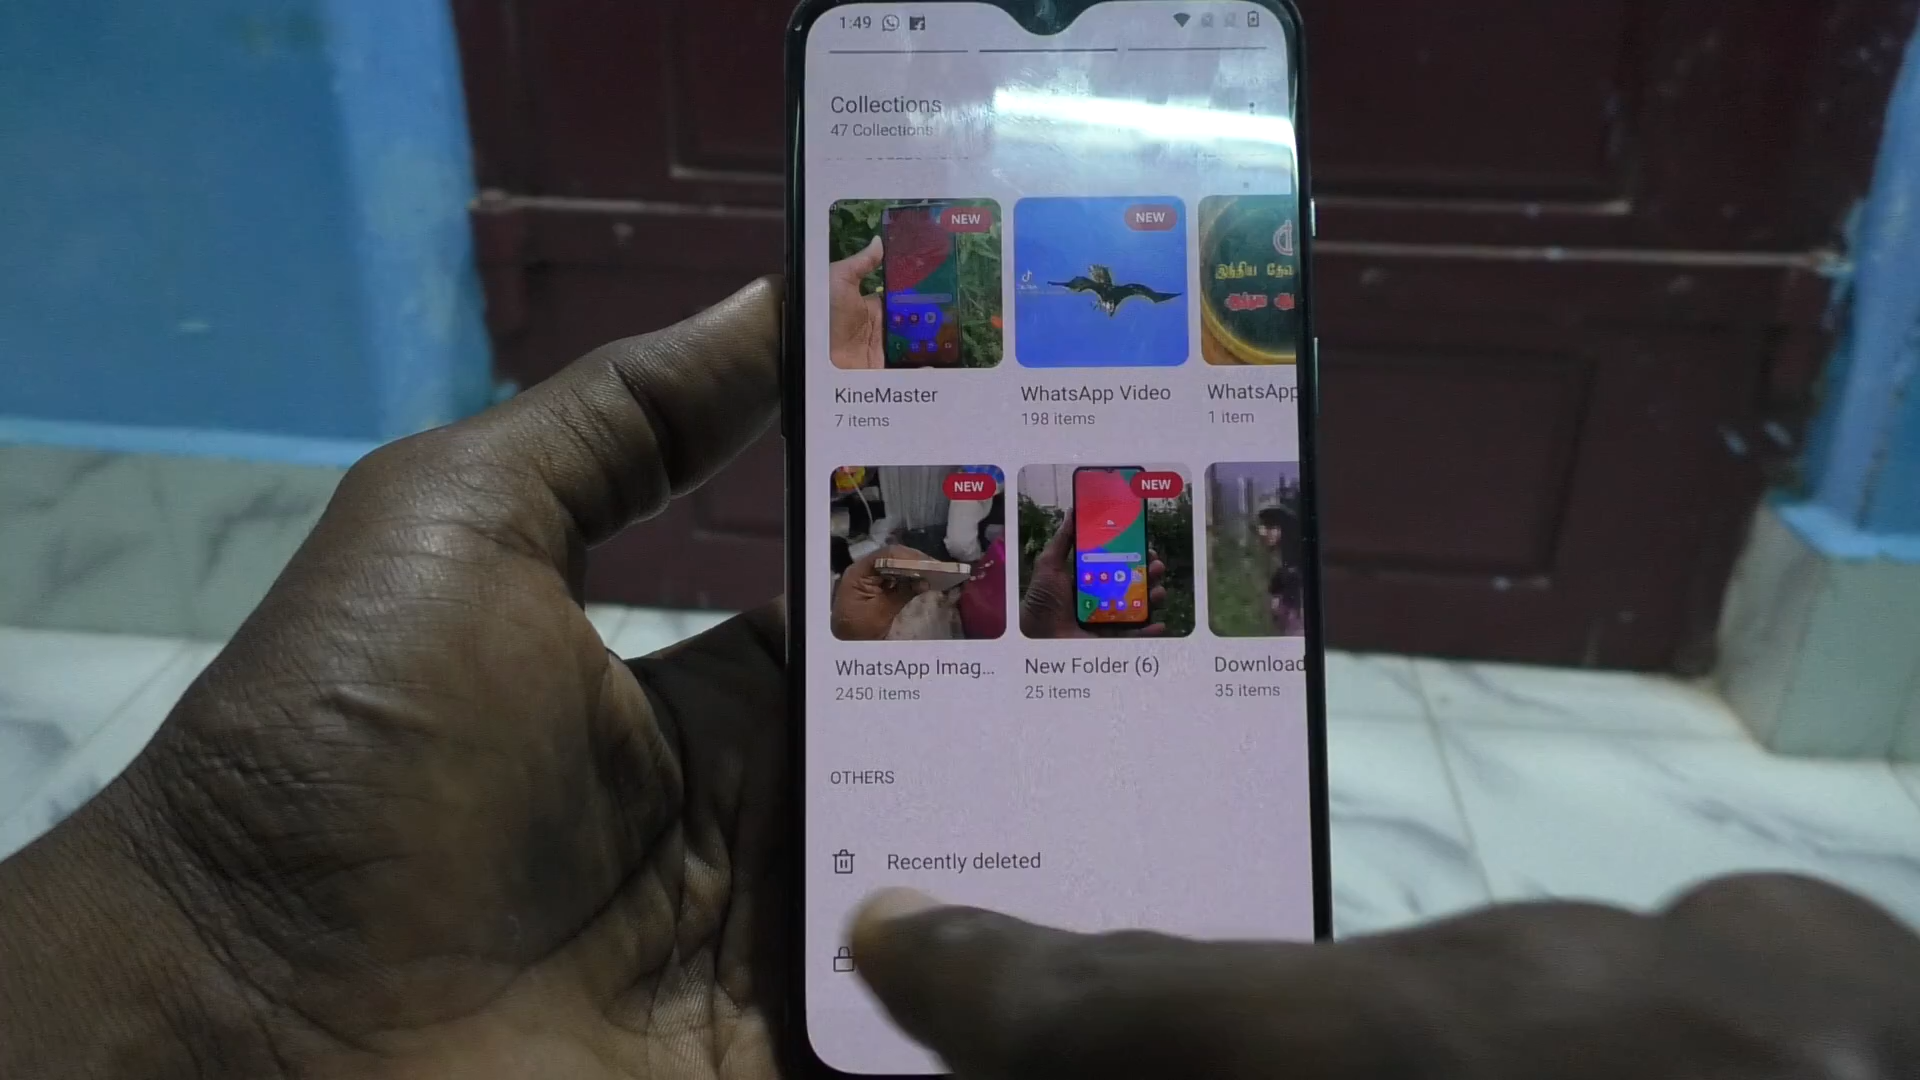 1:49
Collections
47 Collections
NEW
NEW
இந்திய தேவ
KineMaster
WhatsApp Video
WhatsApp
7 items
198 items
1 item
NEW
NEW
WhatsApp Imag...
New Folder (6)
Download
2450 items
25 items
35 items
OTHERS
Recently deleted